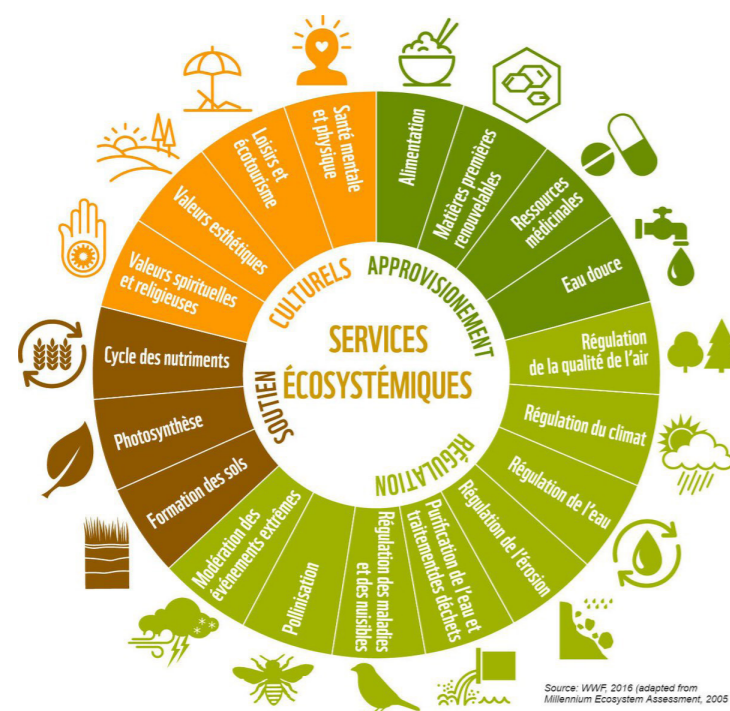 SERVICES
ÉCOSYSTÉMIQUES
APPROVISIONEMENT
Alimentation
Matières premières
renouvelables
Ressources
médicinales
Eau douce
RÉGULATION
Régulation
de la qualité de l'air
Régulation du climat
Régulation de l'eau
Régulation de l'érosion
Purification de l'eau et
traitementdes déchets
Régulation des maladies
et des nuisibles
Pollinisation
Modération des
événements extrêmes
SOUTIEN
Formation des sols
Photosynthèse
Cycle des nutriments
CULTURELS
Valeurs spirituelles
et religieuses
Valeurs esthétiques
Loisirs et
écotourisme
Santé mentale
et physique
Source: WWF, 2016 (adapted from
Millennium Ecosystem Assessment, 2005